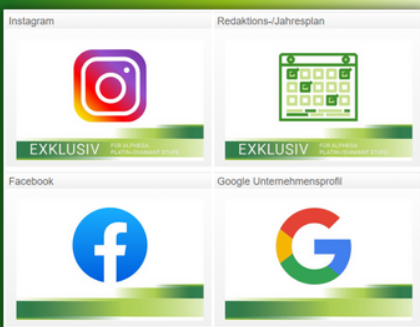 Instagram
Redaktions-/Jahresplan
EXKLUSIV FÜR ALPHEGA
PLATIN+DIAMANT STUFE
EXKLUSIV FÜR ALPHEGA
PLATIN+DIAMANT STUFE
Facebook
Google Unternehmensprofil